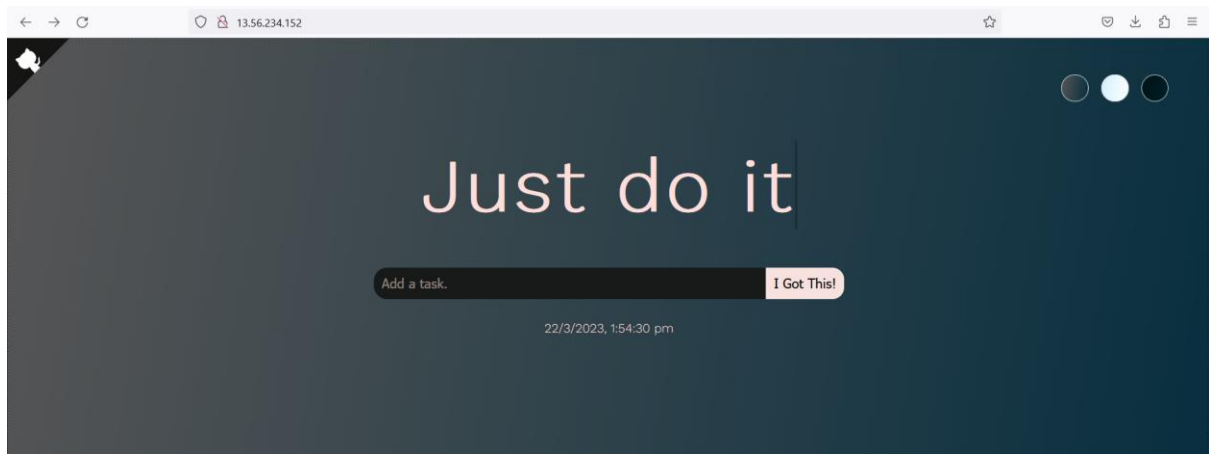 13.56.234.152
Just do it
Add a task.
I Got This!
22/3/2023, 1:54:30 pm